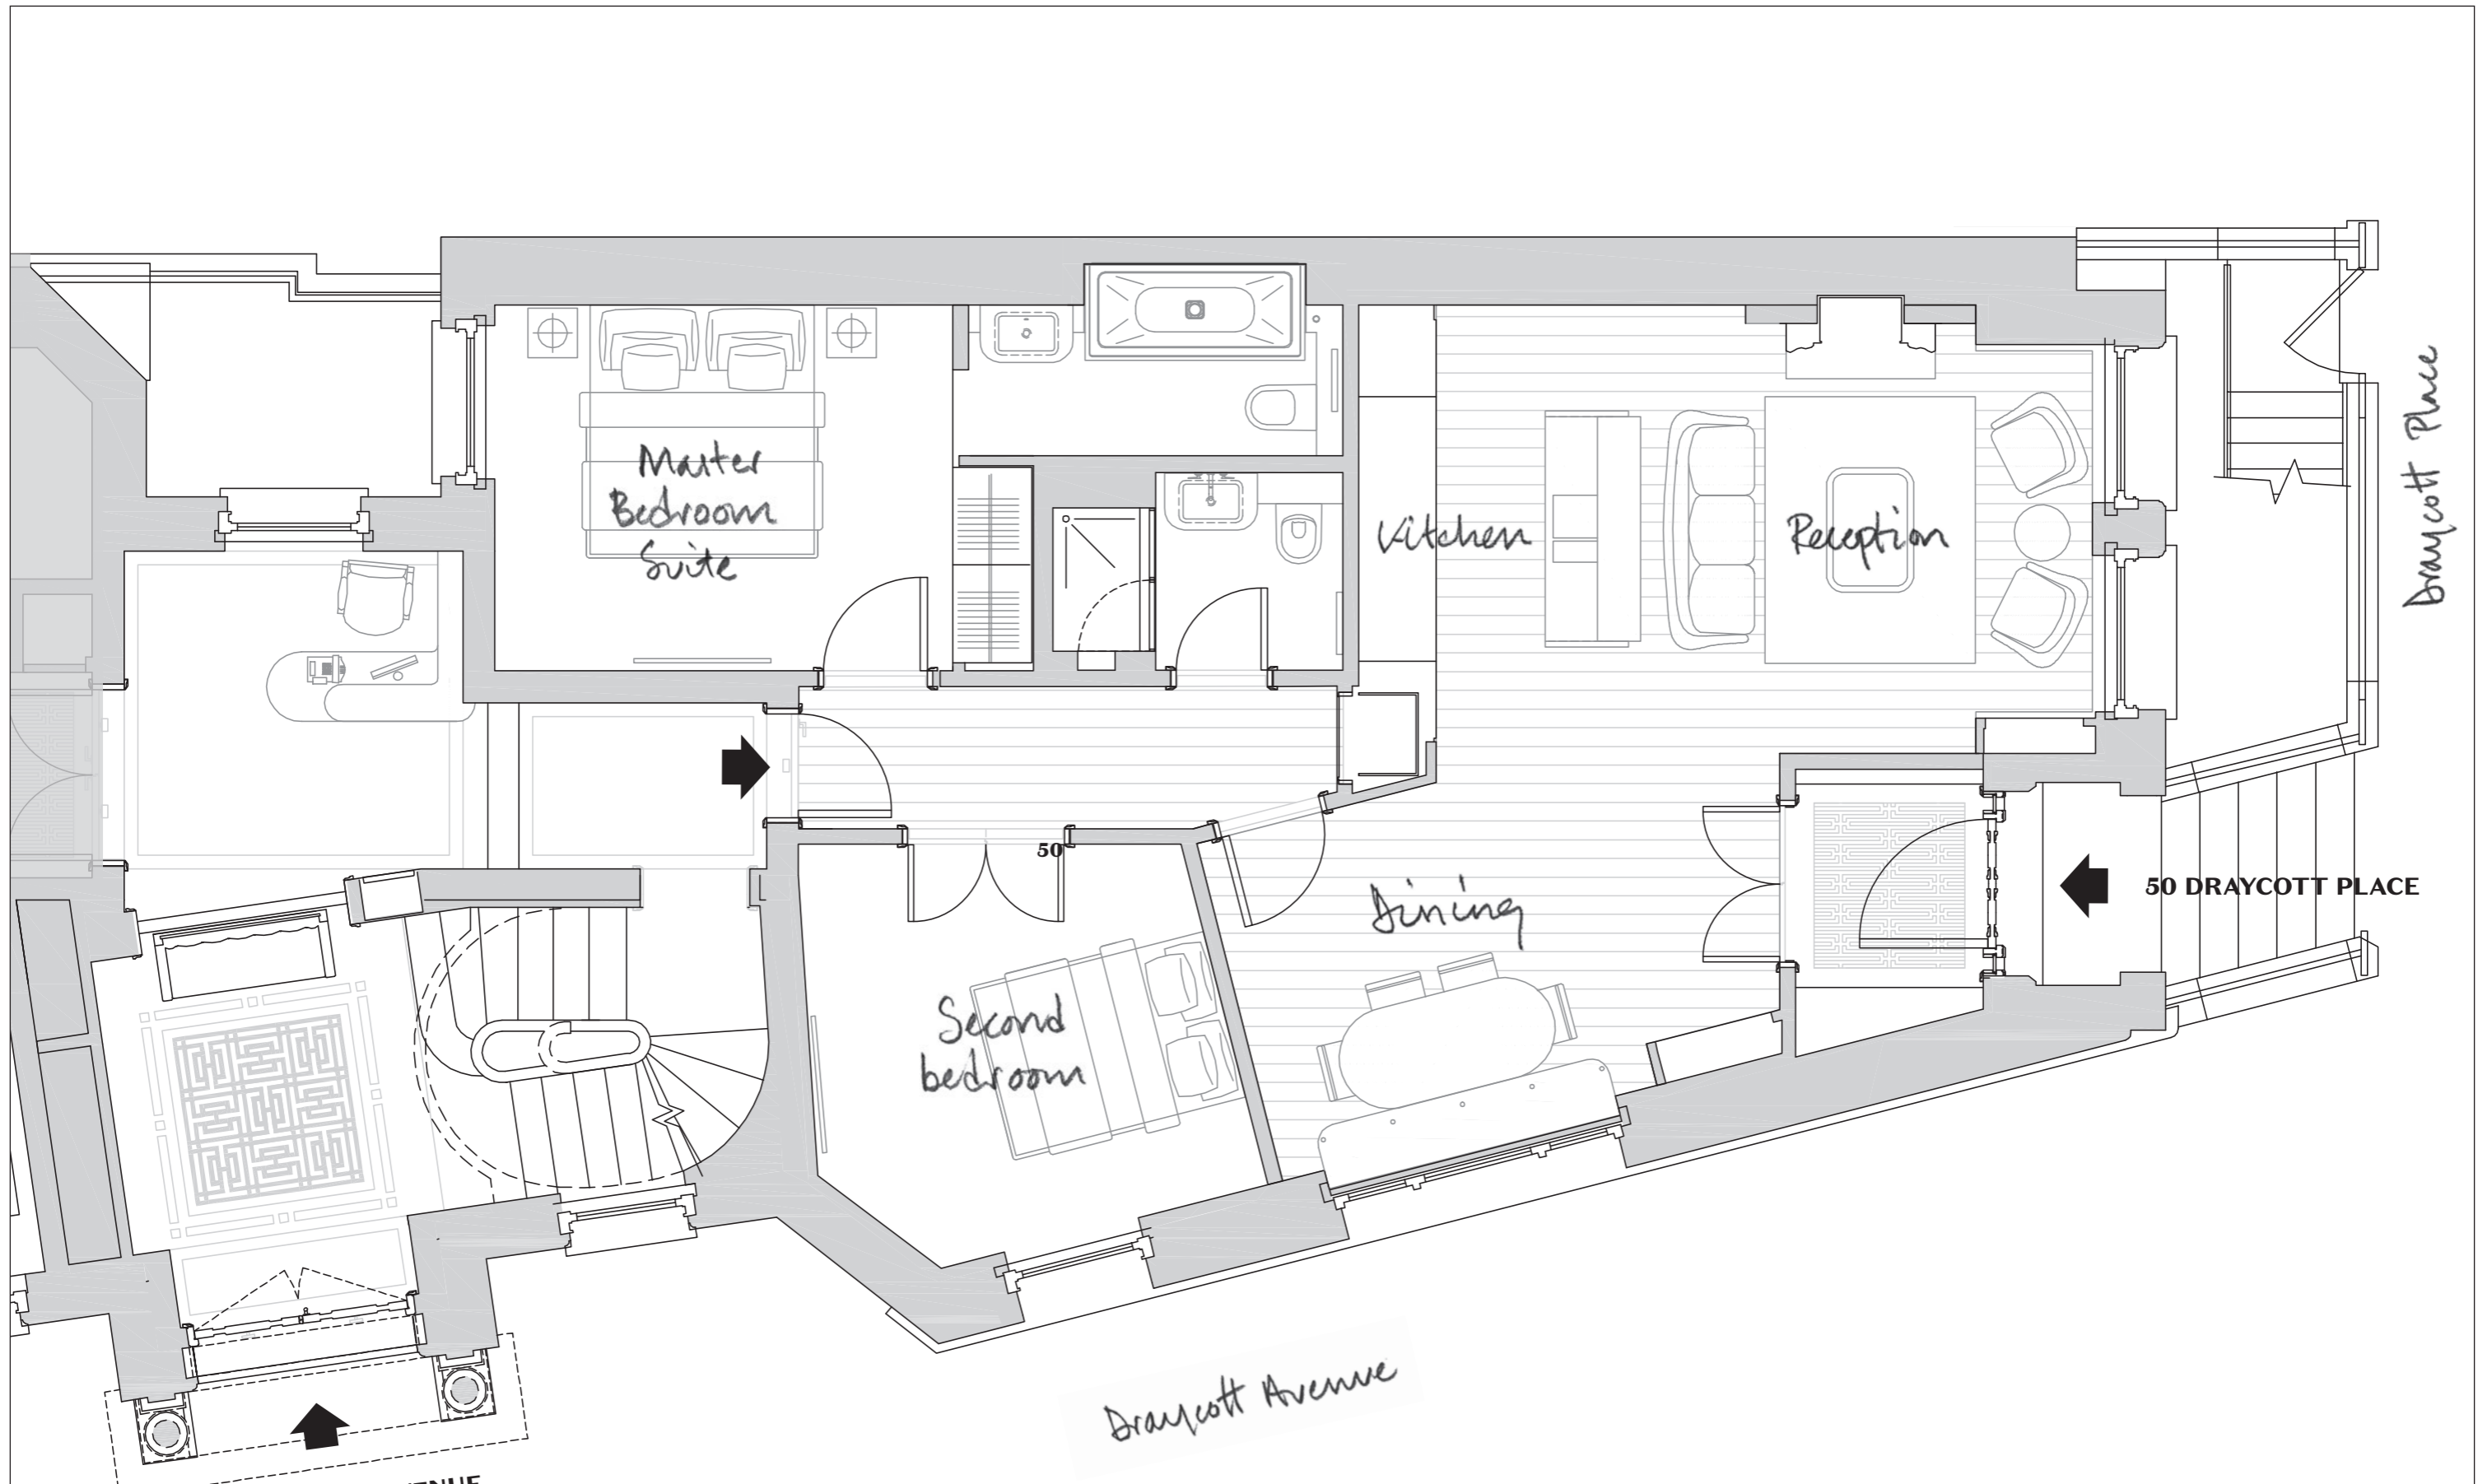 Master
Bedroom
Suite
Kitchen
Reception
Draycott Place
50
50 DRAYCOTT PLACE
Dining
Second
bedroom
Draycott Avenue